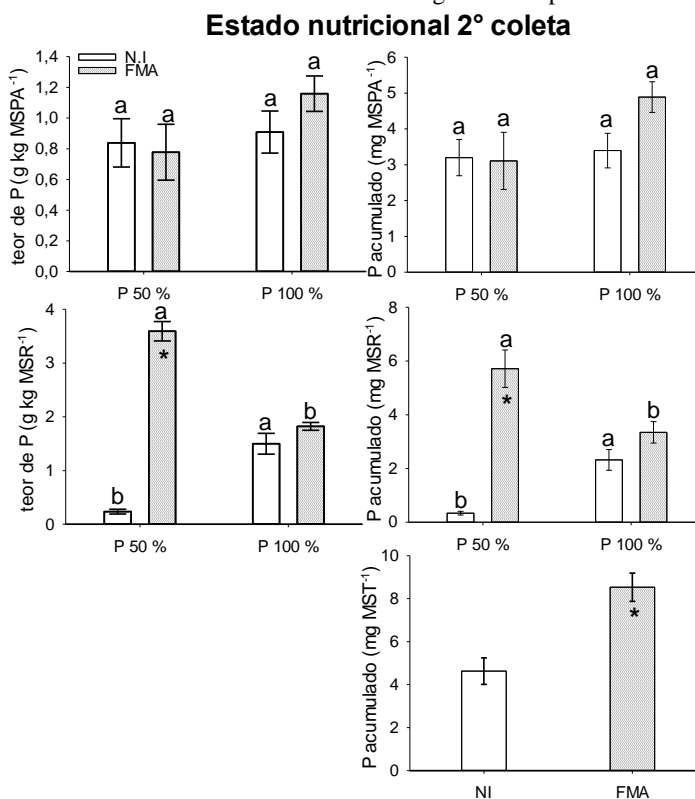 Estado nutricional 2° coleta
N.I
FMA
teor de P (g kg MSPA-1)
1,4
1,2
1,0
0,8
0,6
0,4
0,2
0,0
a
a
a
a
P 50 %
P 100 %
P acumulado (mg MSPA-1)
6
5
4
3
2
1
0
a
a
a
a
P 50 %
P 100 %
teor de P (g kg MSR-1)
4
3
2
1
0
b
a
*
a
b
P 50 %
P 100 %
P acumulado (mg MSR-1)
8
6
4
2
0
b
a
*
a
b
P 50 %
P 100 %
P acumulado (mg MST-1)
10
8
6
4
2
0
*
NI
FMA